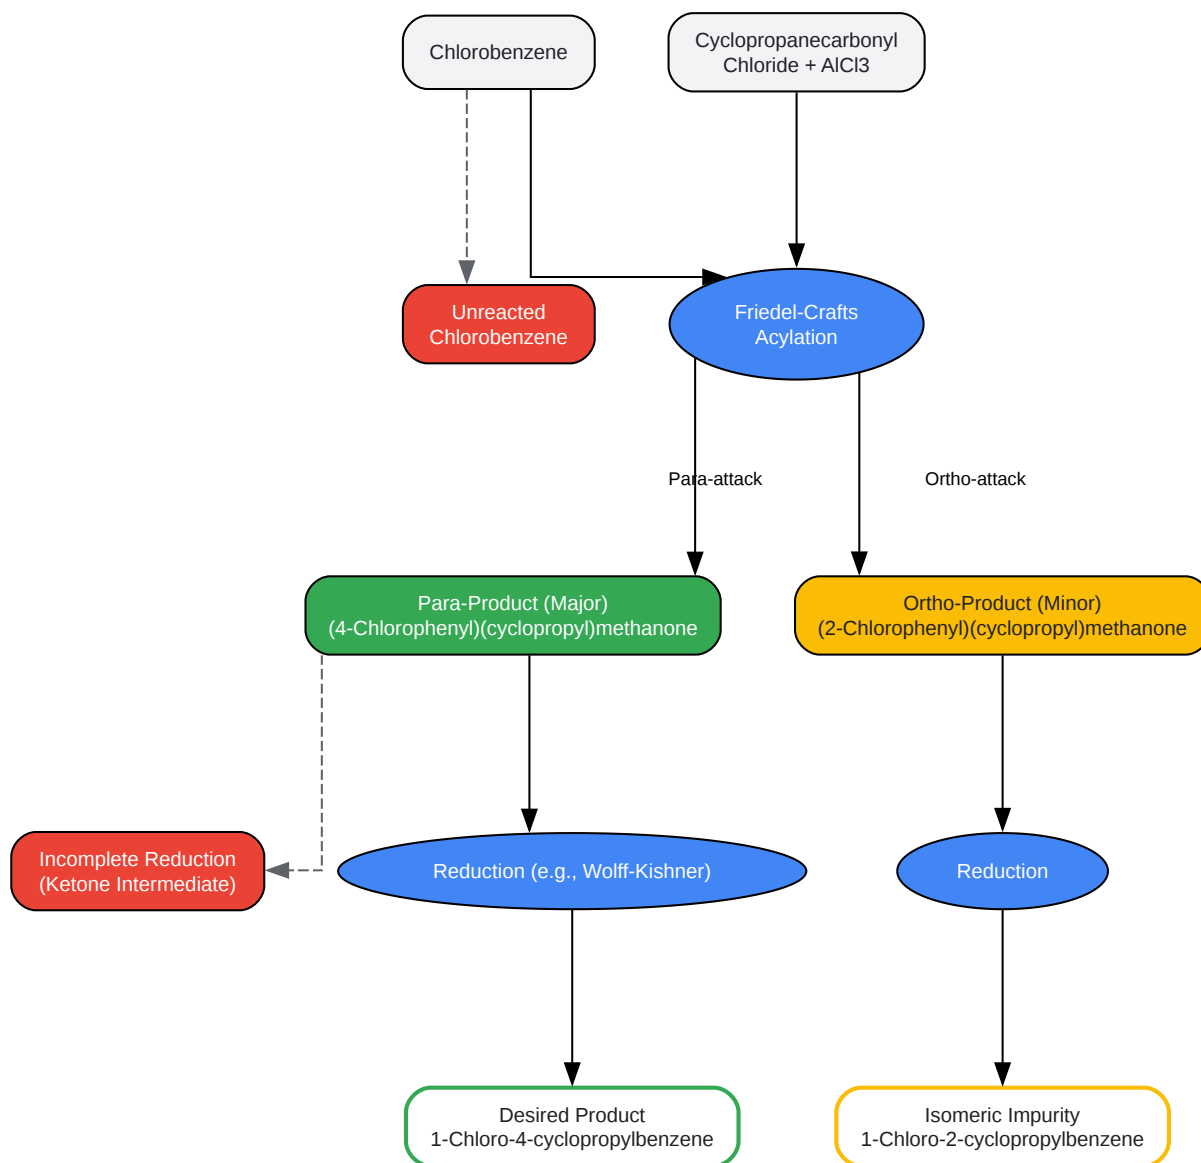 Chlorobenzene
Cyclopropanecarbonyl
Chloride + AlCl3
Unreacted
Chlorobenzene
Friedel-Crafts
Acylation
Para-attack
Ortho-attack
Para-Product (Major)
(4-Chlorophenyl)(cyclopropyl)methanone
Ortho-Product (Minor)
(2-Chlorophenyl)(cyclopropyl)methanone
Incomplete Reduction
(Ketone Intermediate)
Reduction (e.g., Wolff-Kishner)
Reduction
Desired Product
1-Chloro-4-cyclopropylbenzene
Isomeric Impurity
1-Chloro-2-cyclopropylbenzene